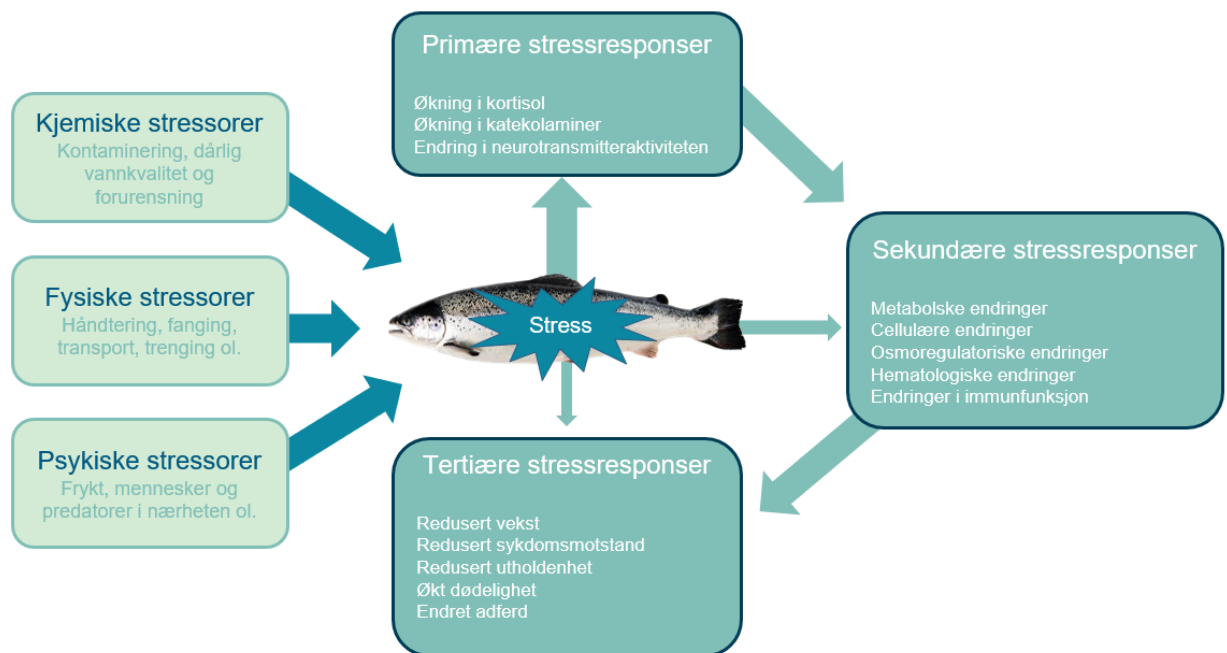 Primære stressresponser
Økning i kortisol
Økning i katekolaminer
Endring i neurotransmitteraktiviteten
Kjemiske stressorer
Kontaminering, dårlig
vannkvalitet og
forurensning
Fysiske stressorer
Håndtering, fanging,
transport, trenging ol.
Psykiske stressorer
Frykt, mennesker og
predatorer i nærheten ol.
Stress
Sekundære stressresponser
Metabolske endringer
Cellulære endringer
Osmoregulatoriske endringer
Hematologiske endringer
Endringer i immunfunksjon
Tertiære stressresponser
Redusert vekst
Redusert sykdomsmotstand
Redusert utholdenhet
Økt dødelighet
Endret adferd